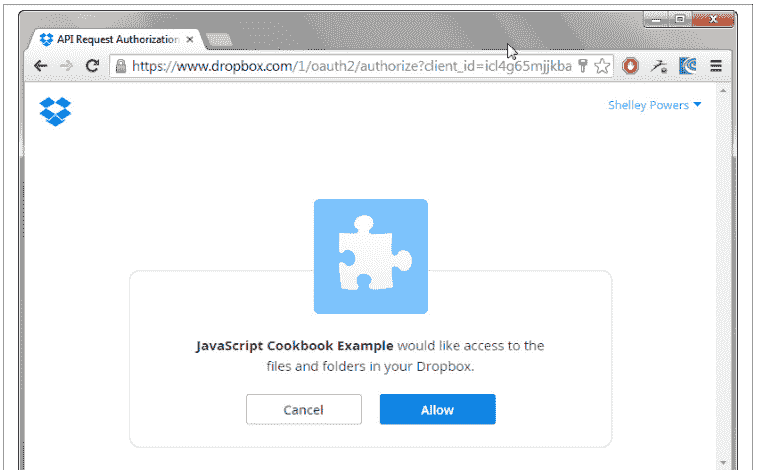 API Request Authorization
https://www.dropbox.com/1/oauth2/authorize?client_id=icl4g65mjjkba
Shelley Powers
JavaScript Cookbook Example would like access to the
files and folders in your Dropbox.
Cancel
Allow